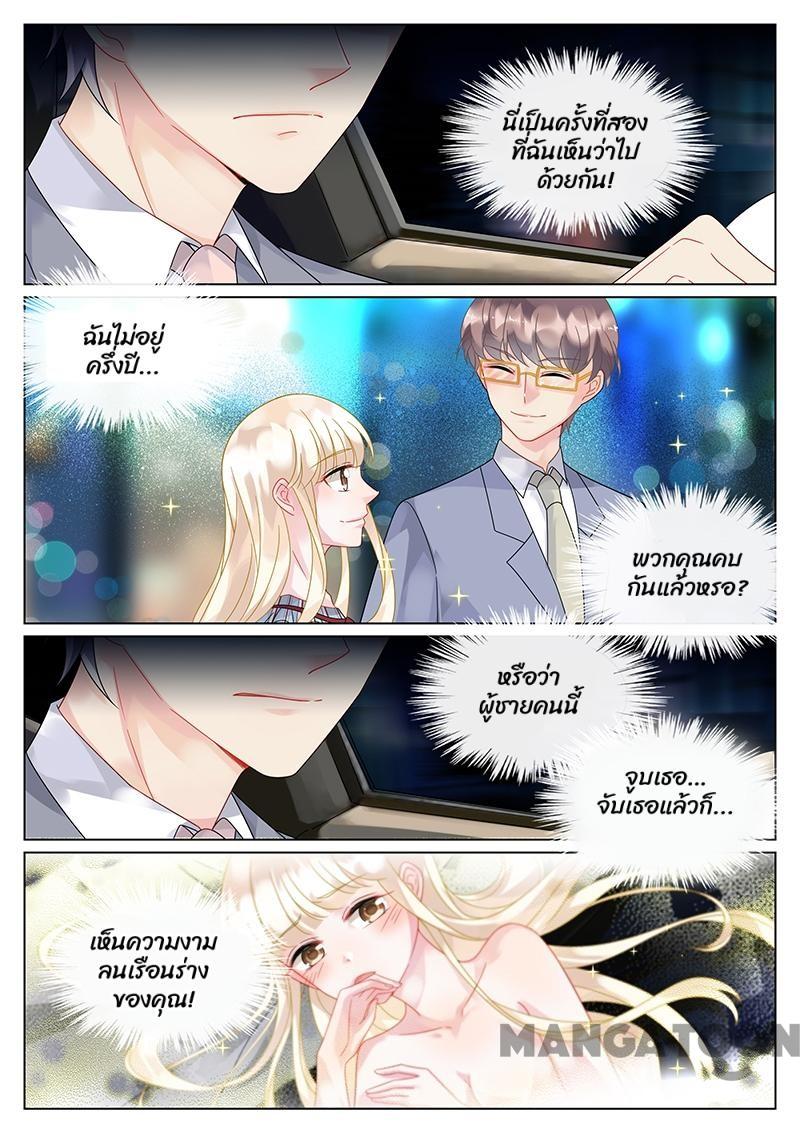 นี่เป็นครั้งที่สอง
ที่ฉันเห็นว่าไป
ด้วยกัน!
ฉันไม่อยู่
ครึ่งปี...
พวกคุณคบ
กันแล้วหรอ?
หรือว่า
ผู้ชายคนนี้
จูบเธอ...
จับเธอแล้วก็...
เห็นความงาม
ลนเรือนร่าง
ของคุณ!
MANGATOON